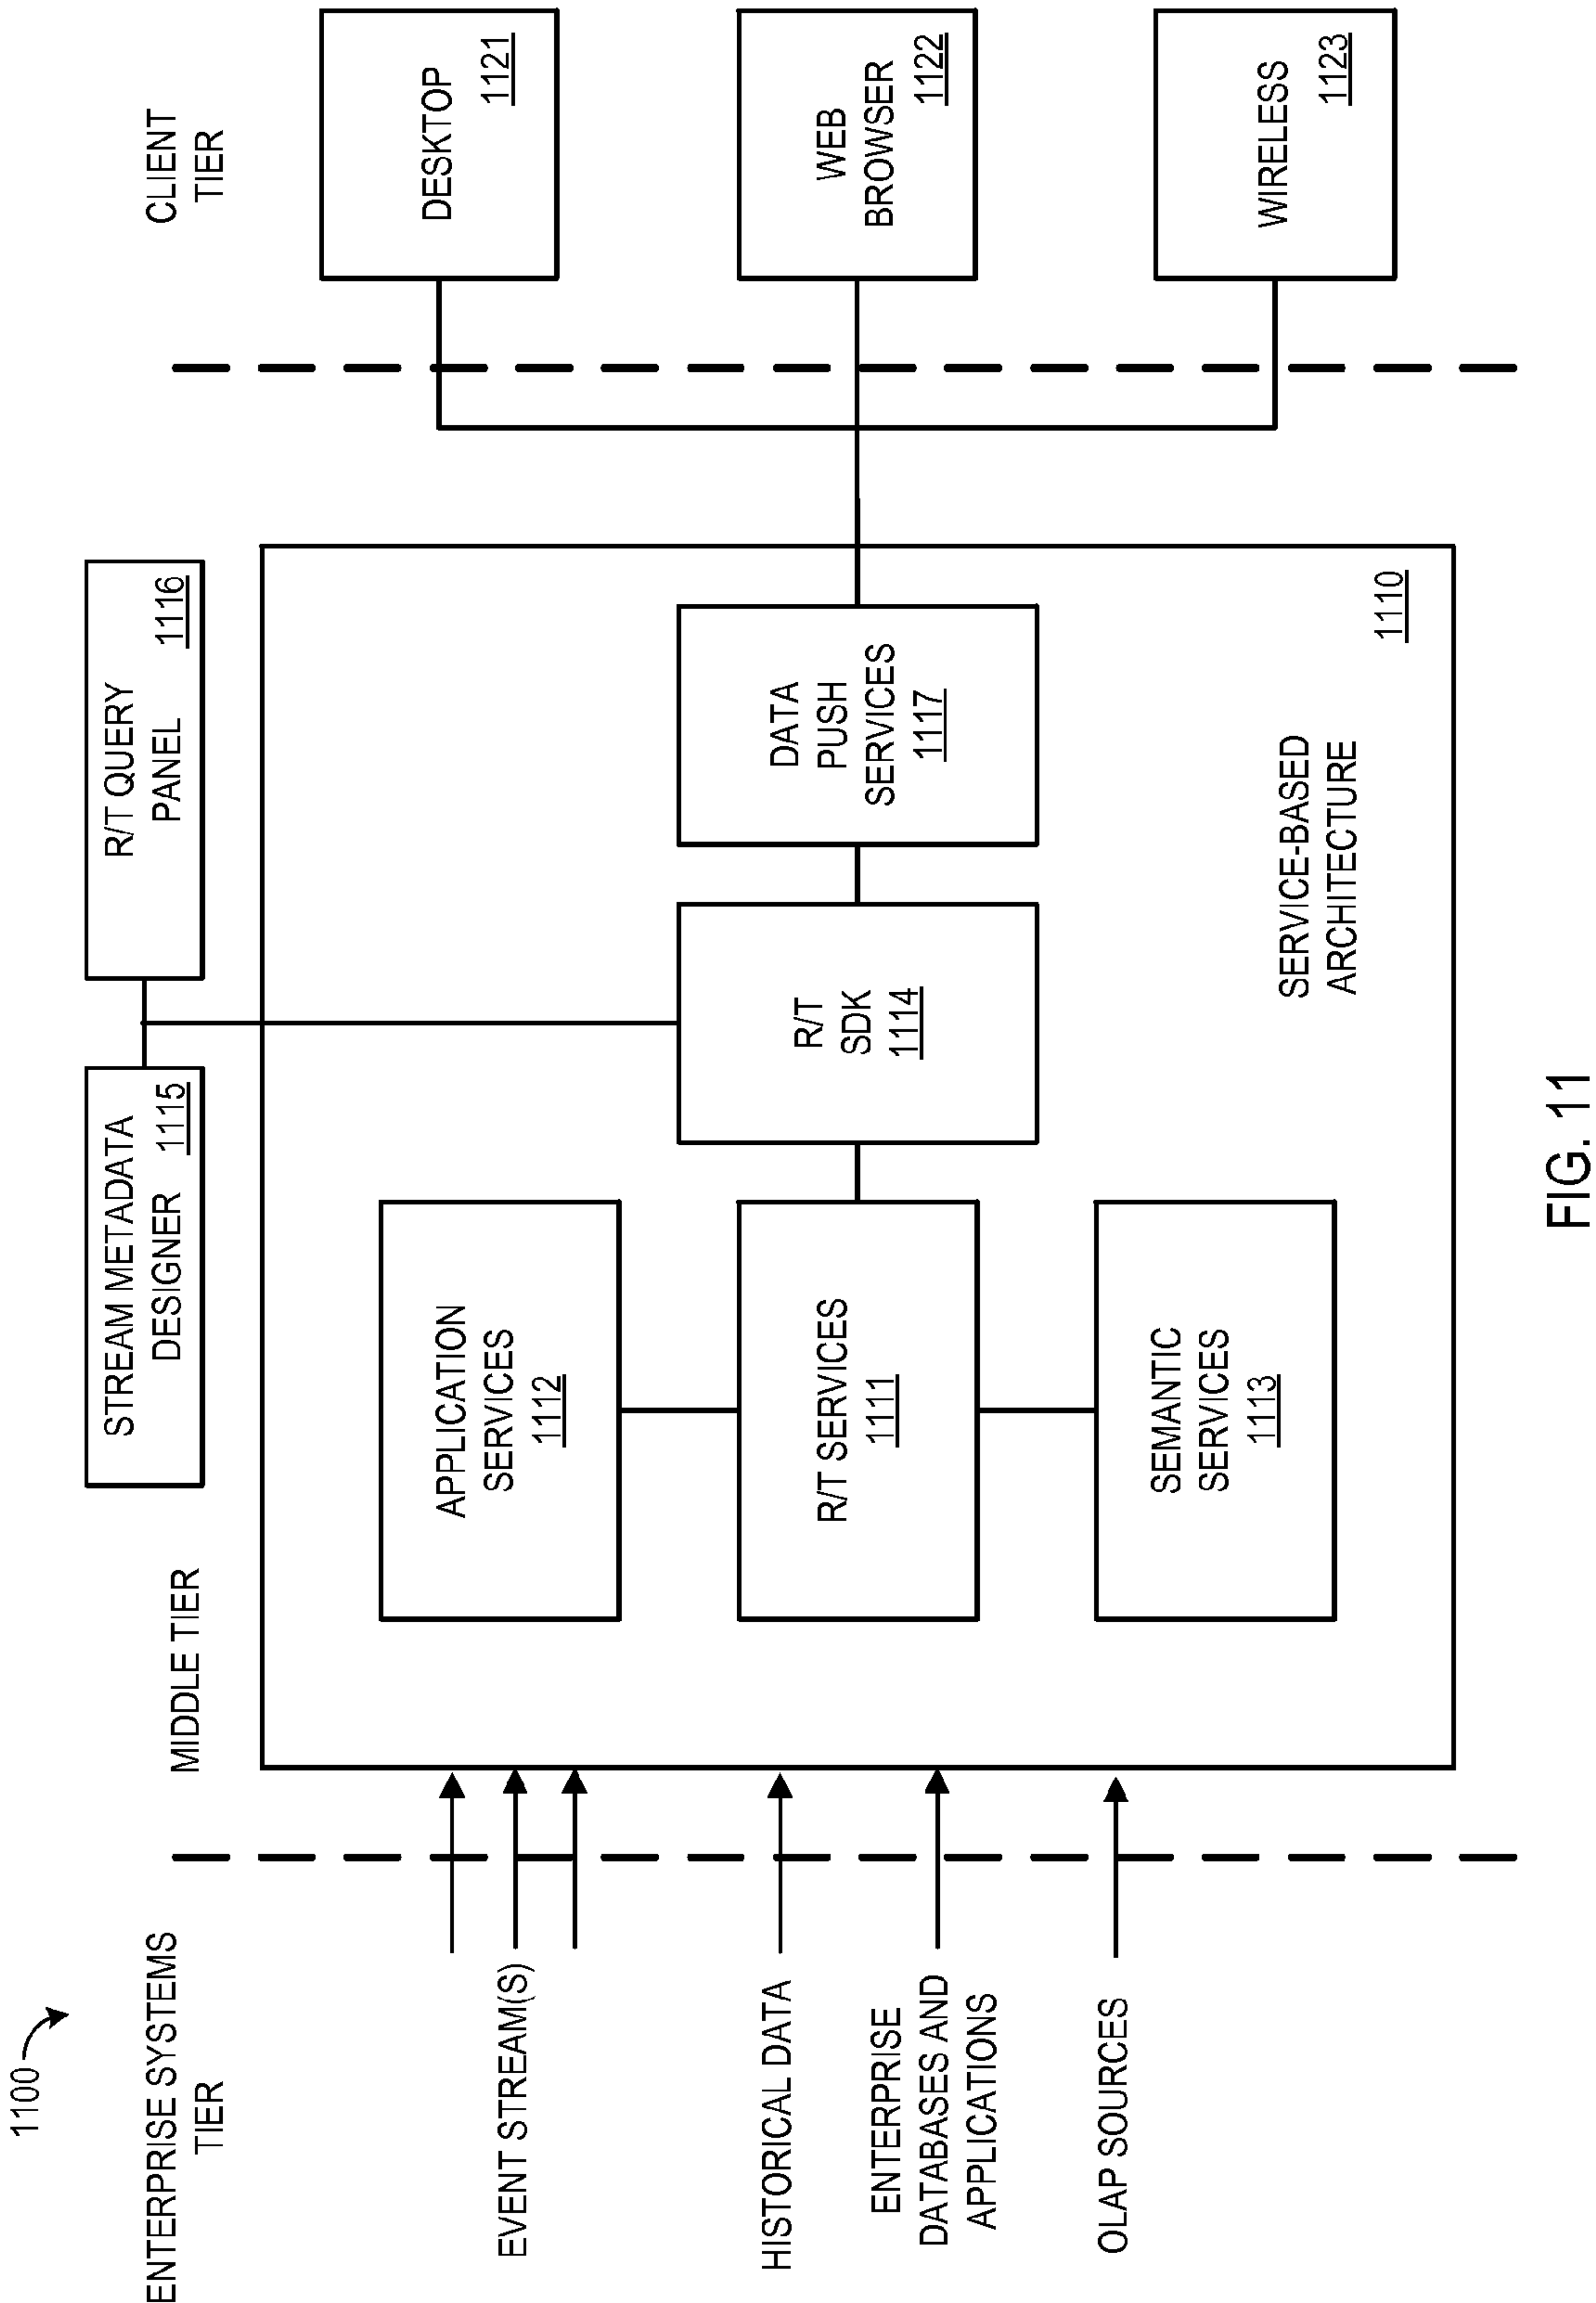 1100
ENTERPRISE SYSTEMS
TIER
MIDDLE TIER
CLIENT
TIER
STREAM METADATA
DESIGNER
1115
R/T QUERY
PANEL
1116
EVENT STREAM(S)
HISTORICAL DATA
ENTERPRISE
DATABASES AND
APPLICATIONS
OLAP SOURCES
APPLICATION
SERVICES
1112
R/T SERVICES
1111
SEMANTIC
SERVICES
1113
R/T
SDK
1114
DATA
PUSH
SERVICES
1117
SERVICE-BASED
ARCHITECTURE
1110
DESKTOP
1121
WEB
BROWSER
1122
WIRELESS
1123
FIG. 11